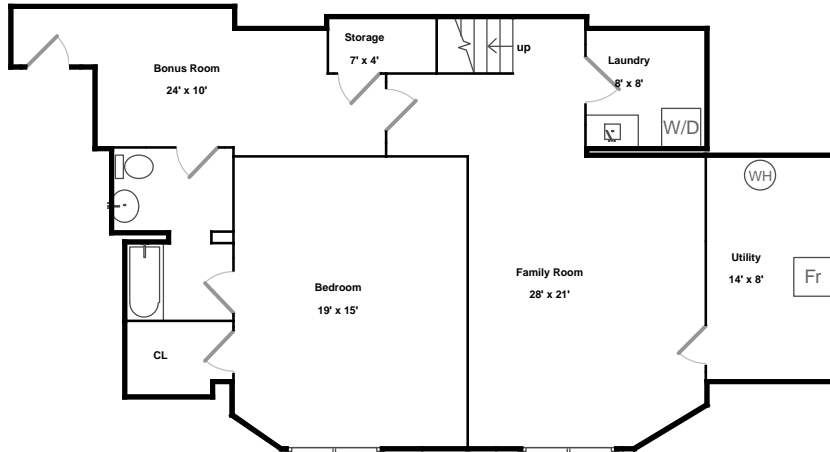 Storage
7' x 4'
up
Laundry
8' x 8'
Bonus Room
24' x 10'
W/D
WH
Utility
14' x 8'
Fr
Family Room
28' x 21'
Bedroom
19' x 15'
CL